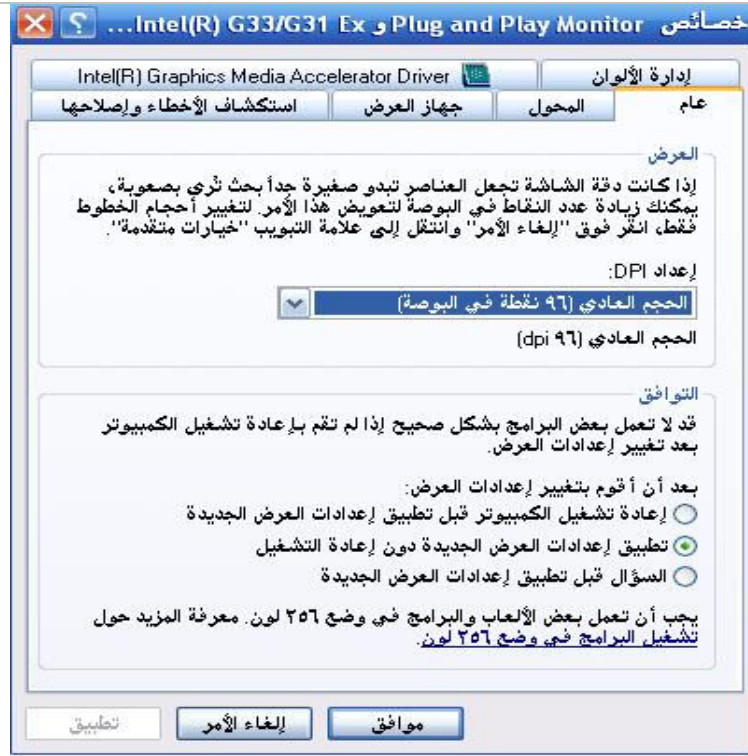 خصائص Plug and Play Monitor و Intel(R) G33/G31 Ex...
إدارة الألوان
Intel(R) Graphics Media Accelerator Driver
عام
المحول
جهاز العرض
استكشاف الأخطاء وإصلاحها
العرض
إذا كانت دقة الشاشة تجعل العناصر تبدو صغيرة جداً بحث تُرى بصعوبة،
يمكنك زيادة عدد النقاط في البوصة لتعويض هذا الأمر. لتغيير أحجام الخطوط
فقط، انقر فوق "إلغاء الأمر" وانتقل إلى علامة التبويب "خيارات متقدمة".
إعداد DPI:
الحجم العادي (٩٦ نقطة في البوصة)
الحجم العادي (٩٦ dpi)
التوافق
قد لا تعمل بعض البرامج بشكل صحيح إذا لم تقم بإعادة تشغيل الكمبيوتر
بعد تغيير إعدادات العرض.
بعد أن أقوم بتغيير إعدادات العرض:
إعادة تشغيل الكمبيوتر قبل تطبيق إعدادات العرض الجديدة
تطبيق إعدادات العرض الجديدة دون إعادة التشغيل
السؤال قبل تطبيق إعدادات العرض الجديدة
يجب أن تعمل بعض الألعاب والبرامج في وضع ٢٥٦ لون. معرفة المزيد حول
تشغيل البرامج في وضع ٢٥٦ لون.
موافق
إلغاء الأمر
تطبيق